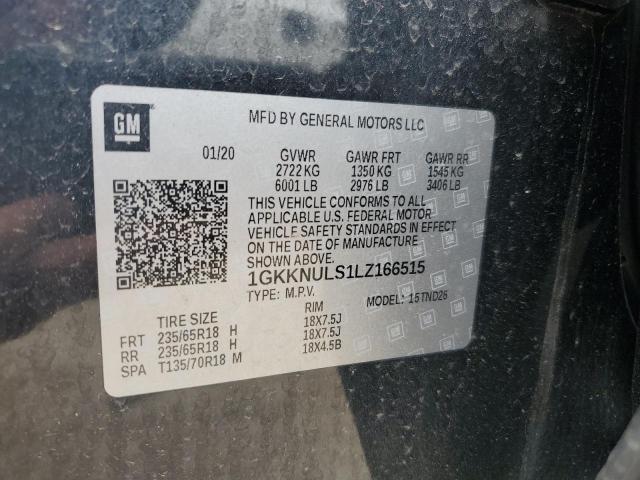 GM
MFD BY GENERAL MOTORS LLC
01/20 GVWR GAWR FRT GAWR RR
2722 KG 1350 KG 1545 KG
6001 LB 2976 LB 3406 LB
THIS VEHICLE CONFORMS TO ALL
APPLICABLE U.S. FEDERAL MOTOR
VEHICLE SAFETY STANDARDS IN EFFECT
ON THE DATE OF MANUFACTURE
SHOWN ABOVE.
1GKKNULS1LZ166515
TYPE: M.P.V. MODEL: 15TND26
TIRE SIZE RIM
FRT 235/65R18 H 18X7.5J
RR 235/65R18 H 18X7.5J
SPA T135/70R18 M 18X4.5B